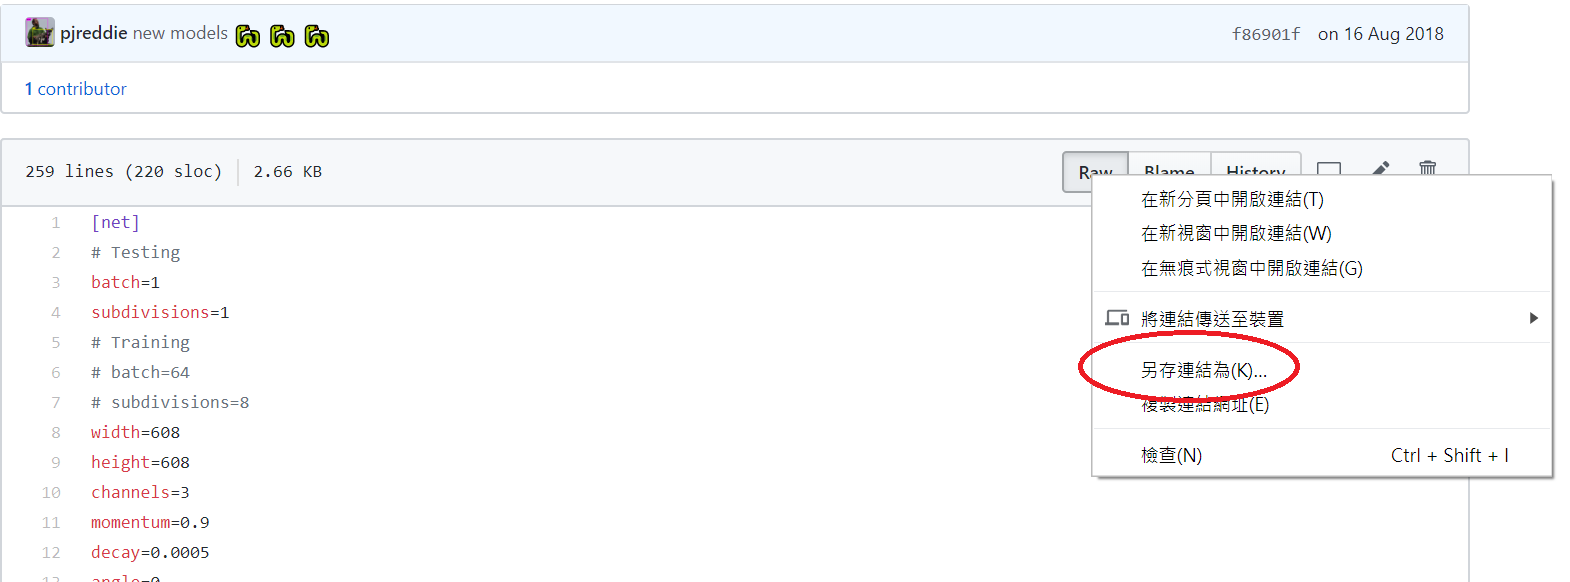 pjreddie new models
f86901f on 16 Aug 2018
1 contributor
259 lines (220 sloc) 2.66 KB
Raw Blame History
1 [net]
2 # Testing
3 batch=1
4 subdivisions=1
5 # Training
6 # batch=64
7 # subdivisions=8
8 width=608
9 height=608
10 channels=3
11 momentum=0.9
12 decay=0.0005
13 angle=0
在新分頁中開啟連結(T)
在新視窗中開啟連結(W)
在無痕式視窗中開啟連結(G)
將連結傳送至裝置
另存連結為(K)...
複製連結網址(E)
檢查(N) Ctrl + Shift + I